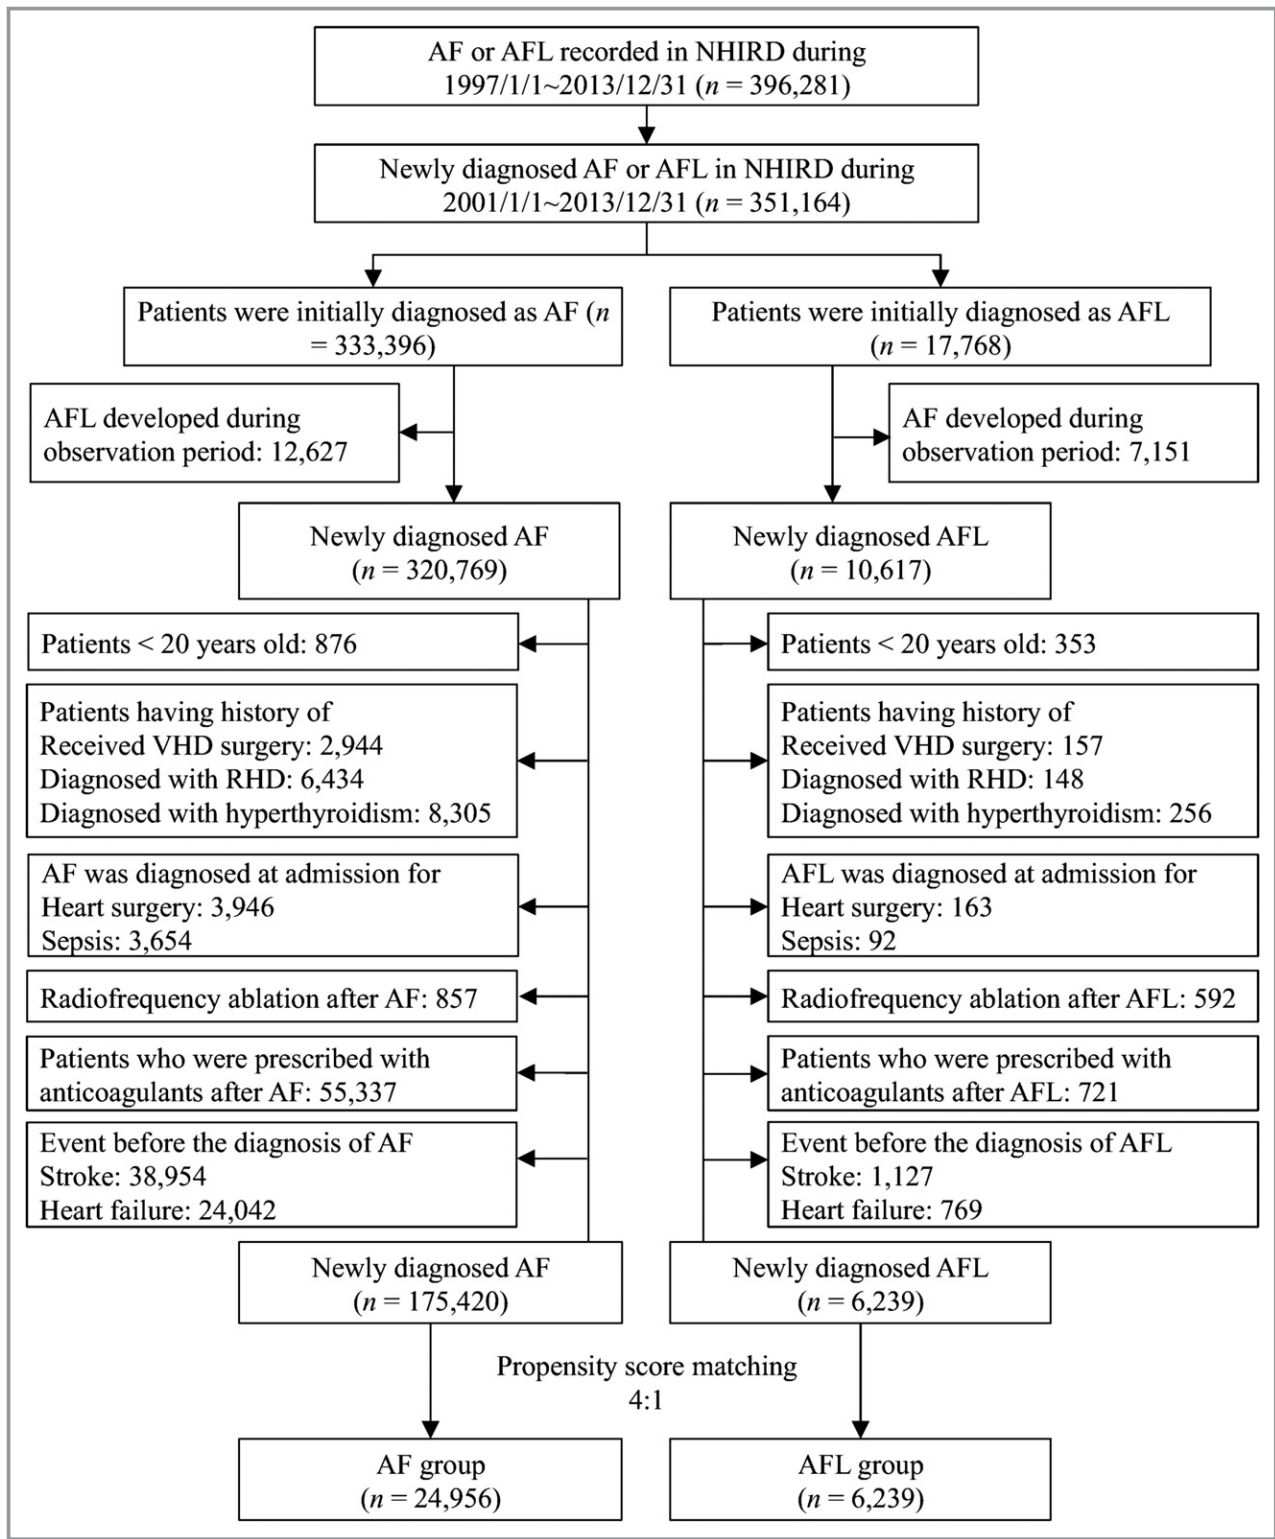 AF or AFL recorded in NHIRD during
1997/1/1~2013/12/31 (n = 396,281)
Newly diagnosed AF or AFL in NHIRD during
2001/1/1~2013/12/31 (n = 351,164)
Patients were initially diagnosed as AF (n
= 333,396)
Patients were initially diagnosed as AFL
(n = 17,768)
AFL developed during
observation period: 12,627
AF developed during
observation period: 7,151
Newly diagnosed AF
(n = 320,769)
Newly diagnosed AFL
(n = 10,617)
Patients < 20 years old: 876
Patients < 20 years old: 353
Patients having history of
Received VHD surgery: 2,944
Diagnosed with RHD: 6,434
Diagnosed with hyperthyroidism: 8,305
Patients having history of
Received VHD surgery: 157
Diagnosed with RHD: 148
Diagnosed with hyperthyroidism: 256
AF was diagnosed at admission for
Heart surgery: 3,946
Sepsis: 3,654
AFL was diagnosed at admission for
Heart surgery: 163
Sepsis: 92
Radiofrequency ablation after AF: 857
Radiofrequency ablation after AFL: 592
Patients who were prescribed with
anticoagulants after AF: 55,337
Patients who were prescribed with
anticoagulants after AFL: 721
Event before the diagnosis of AF
Stroke: 38,954
Heart failure: 24,042
Event before the diagnosis of AFL
Stroke: 1,127
Heart failure: 769
Newly diagnosed AF
(n = 175,420)
Newly diagnosed AFL
(n = 6,239)
Propensity score matching
4:1
AF group
(n = 24,956)
AFL group
(n = 6,239)